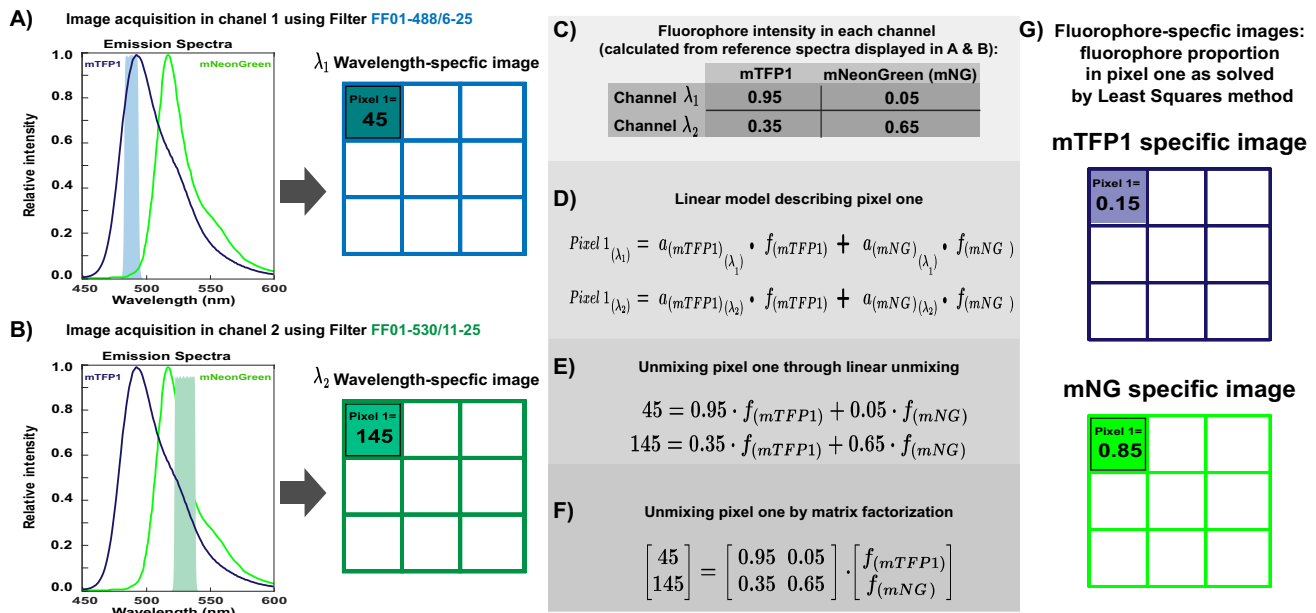 A) Image acquisition in chanel 1 using Filter FF01-488/6-25
Emission Spectra
mTFP1
mNeonGreen
1.0
0.8
0.6
0.4
0.2
0.0
Relative intensity
450 500 550 600
Wavelength (nm)
λ₁ Wavelength-specfic image
Pixel 1=
45
B) Image acquisition in chanel 2 using Filter FF01-530/11-25
Emission Spectra
mTFP1
mNeonGreen
1.0
0.8
0.6
0.4
0.2
0.0
Relative intensity
450 500 550 600
Wavelength (nm)
λ₂ Wavelength-specfic image
Pixel 1=
145
C) Fluorophore intensity in each channel
(calculated from reference spectra displayed in A & B):
mTFP1 mNeonGreen (mNG)
Channel λ₁ 0.95 0.05
Channel λ₂ 0.35 0.65
D) Linear model describing pixel one
Pixel 1(λ₁) = a(mTFP1)(λ₁) • f(mTFP1) + a(mNG)(λ₁) • f(mNG )
Pixel 1(λ₂) = a(mTFP1)(λ₂) • f(mTFP1) + a(mNG)(λ₂) • f(mNG )
E) Unmixing pixel one through linear unmixing
45 = 0.95 · f(mTFP1) + 0.05 · f(mNG)
145 = 0.35 · f(mTFP1) + 0.65 · f(mNG)
F) Unmixing pixel one by matrix factorization
[45 145] = [0.95 0.05 0.35 0.65] · [f(mTFP1) f(mNG)]
G) Fluorophore-specfic images:
fluorophore proportion
in pixel one as solved
by Least Squares method
mTFP1 specific image
Pixel 1=
0.15
mNG specific image
Pixel 1=
0.85